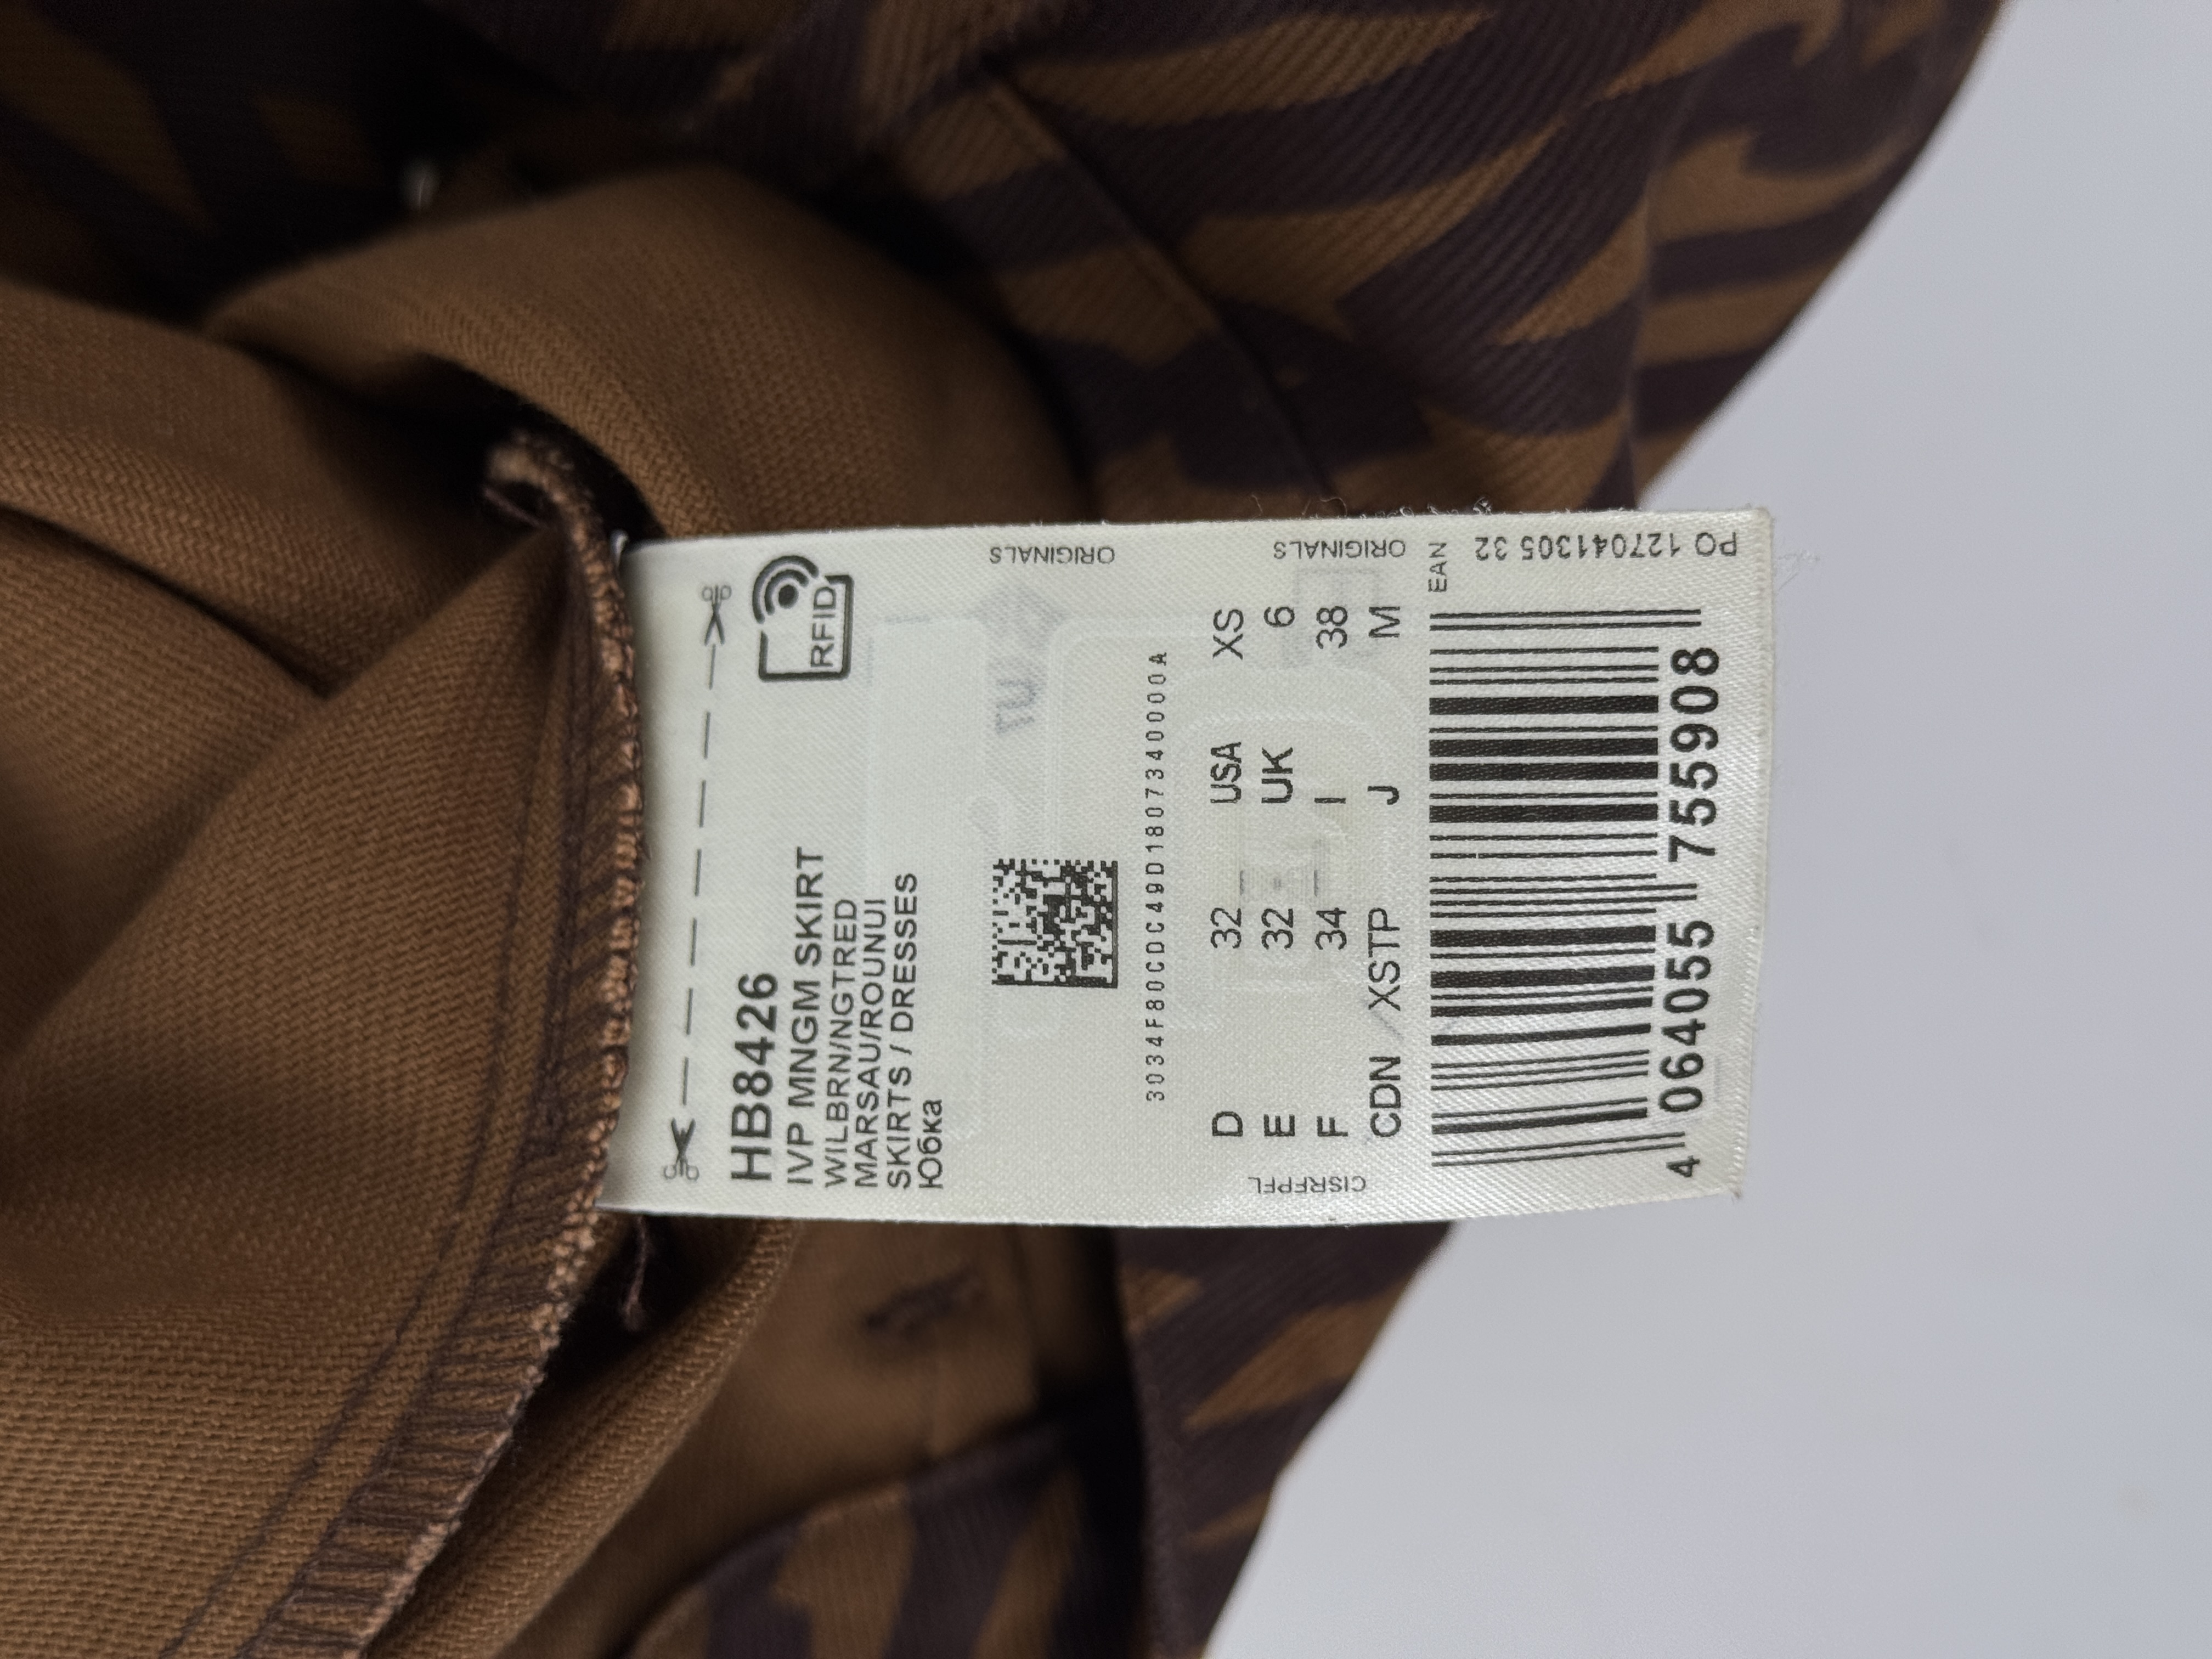 RFID
HB8426
IVP MNGM SKIRT
WILBRN/NGTRED
MARSAU/ROUNUI
SKIRTS / DRESSES
Юбка
ORIGINALS
3034F80CDC49D1807340000A
D 32 USA XS
E 32 UK 6
F 34 I 38
CDN /XSTP J M
CISRFPFL
ORIGINALS
EAN
4 064055 755908
PO 127041305 32